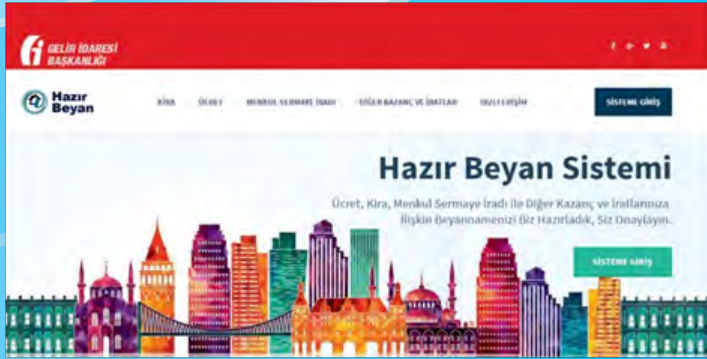 GELİR İDARESİ
BAŞKANLIĞI
Hazır
Beyan
KİRA
ÜCRET
MENKUL SERMAYE İRADI
DİĞER KAZANÇ VE İRATLAR
HIZLI ERİŞİM
SİSTEME GİRİŞ
Hazır Beyan Sistemi
Ücret, Kira, Menkul Sermaye İradı ile Diğer Kazanç ve İratlarınıza
İlişkin Beyannamenizi Biz Hazırladık, Siz Onaylayın.
SİSTEME GİRİŞ